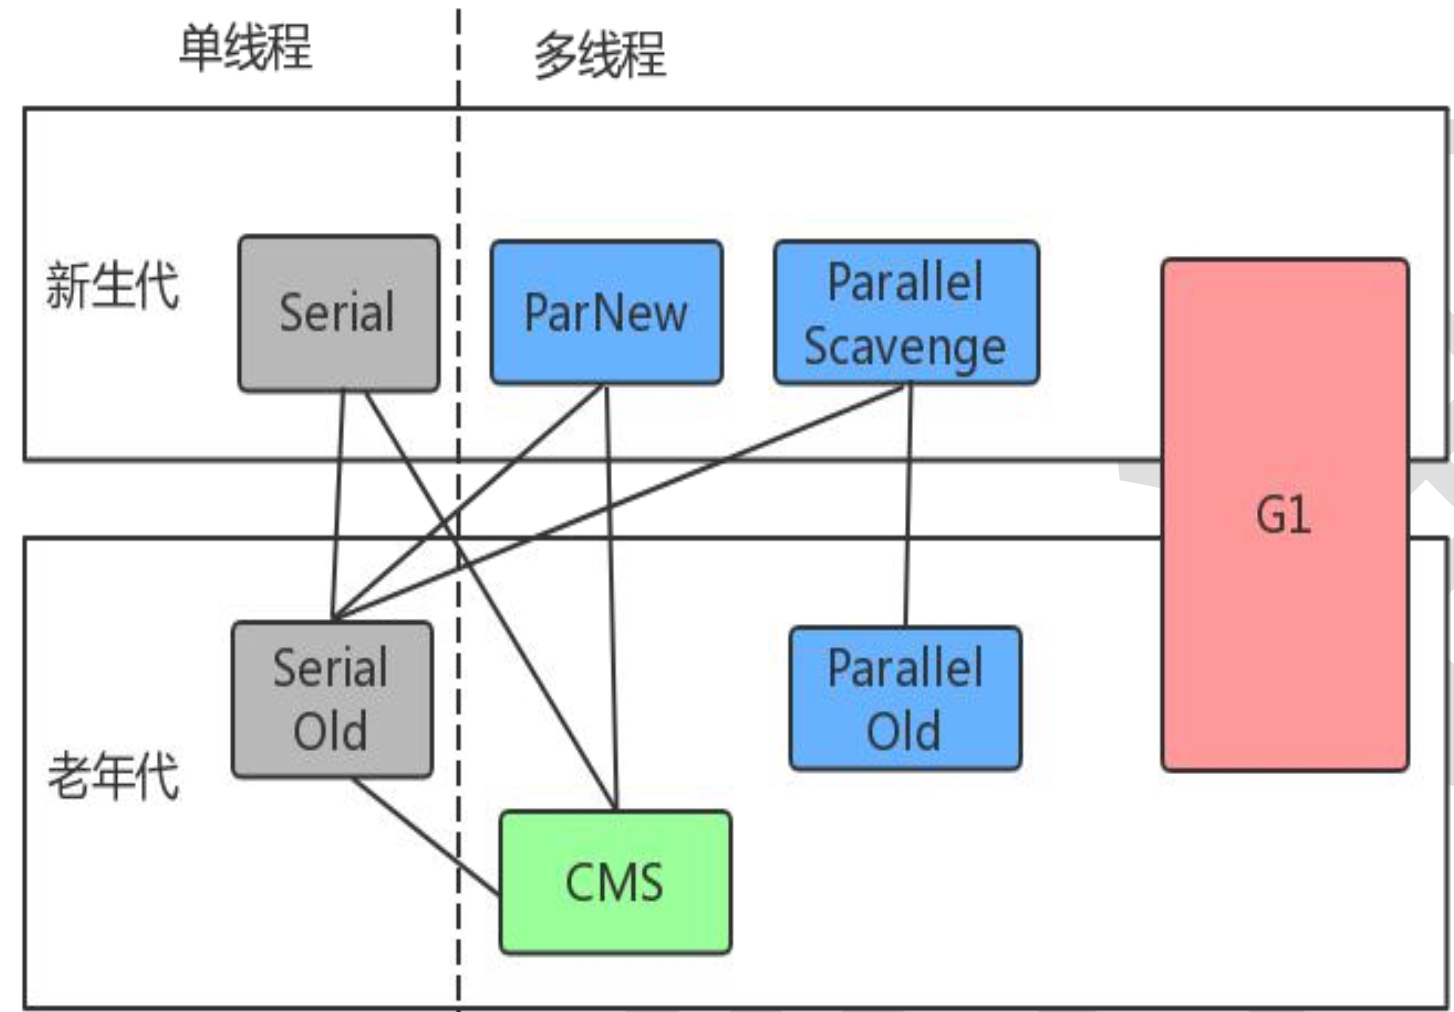 单线程
多线程
新生代
Serial
ParNew
Parallel
Scavenge
G1
老年代
Serial
Old
Parallel
Old
CMS